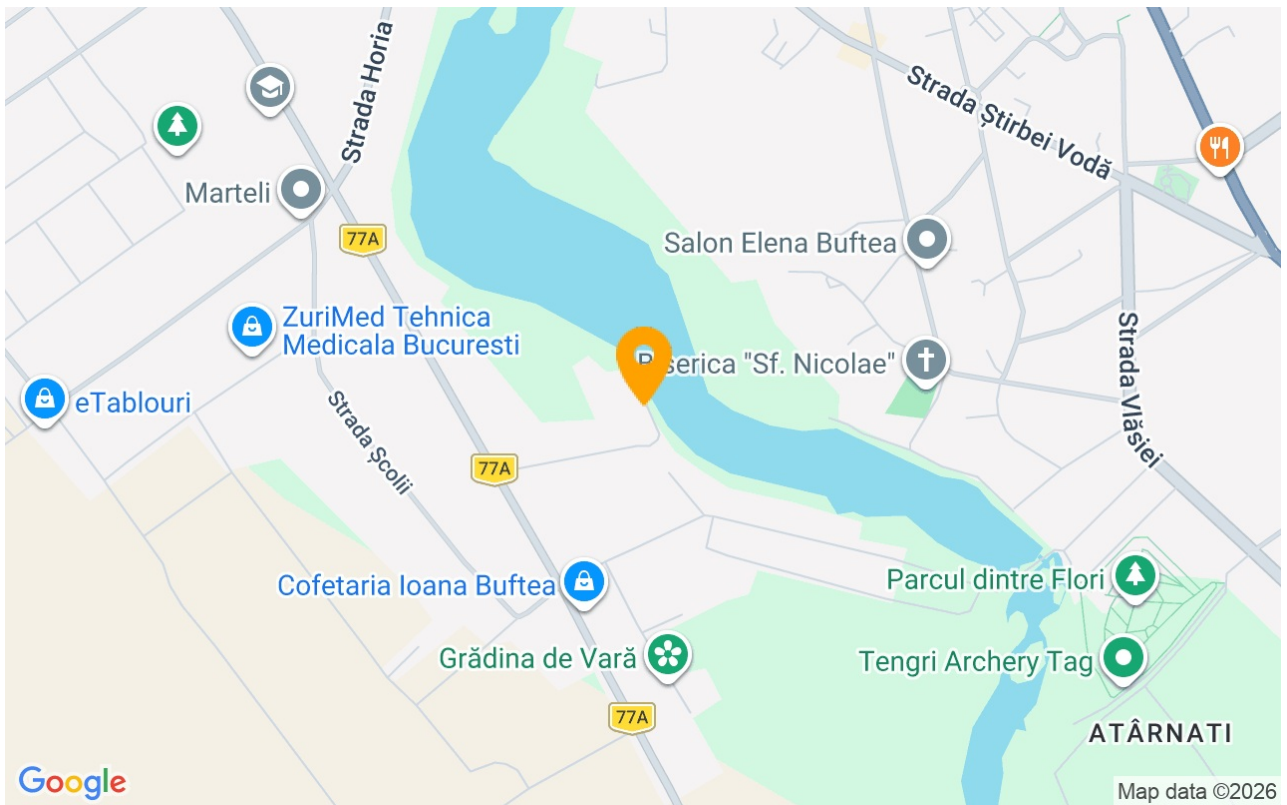 Strada Horia
Strada Știrbei Vodă
Marteli
77A
Salon Elena Buftea
ZuriMed Tehnica
Medicala Bucuresti
serica "Sf. Nicolae"
Strada Vlăsiei
eTablouri
Strada Școlii
77A
Cofetaria Ioana Buftea
Parcul dintre Flori
Grădina de Vară
Tengri Archery Tag
77A
ATÂRNATI
Google
Map data ©2026